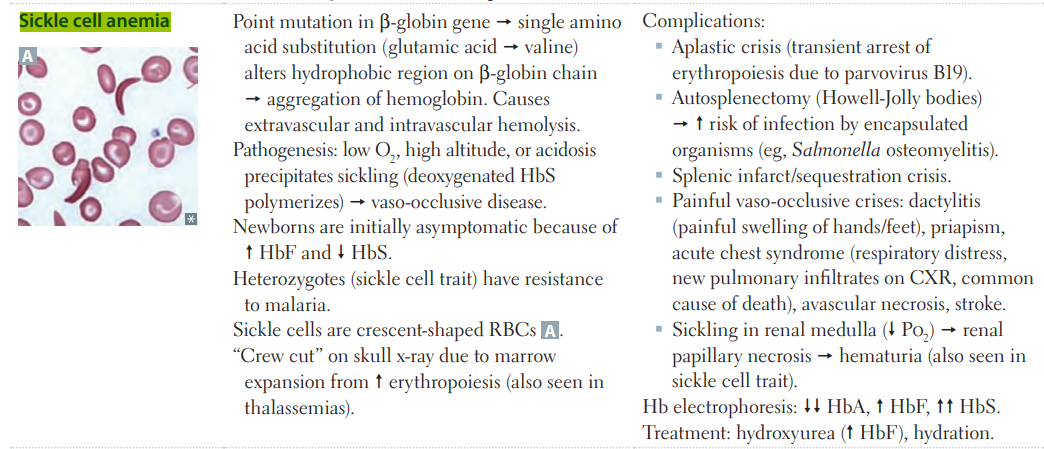 Sickle cell anemia
A
*
Point mutation in β-globin gene → single amino
acid substitution (glutamic acid → valine)
alters hydrophobic region on β-globin chain
→ aggregation of hemoglobin. Causes
extravascular and intravascular hemolysis.
Pathogenesis: low O₂, high altitude, or acidosis
precipitates sickling (deoxygenated HbS
polymerizes) → vaso-occlusive disease.
Newborns are initially asymptomatic because of
↑ HbF and ↓ HbS.
Heterozygotes (sickle cell trait) have resistance
to malaria.
Sickle cells are crescent-shaped RBCs A.
“Crew cut” on skull x-ray due to marrow
expansion from ↑ erythropoiesis (also seen in
thalassemias).
Complications:
▪ Aplastic crisis (transient arrest of
erythropoiesis due to parvovirus B19).
▪ Autosplenectomy (Howell-Jolly bodies)
→ ↑ risk of infection by encapsulated
organisms (eg, Salmonella osteomyelitis).
▪ Splenic infarct/sequestration crisis.
▪ Painful vaso-occlusive crises: dactylitis
(painful swelling of hands/feet), priapism,
acute chest syndrome (respiratory distress,
new pulmonary infiltrates on CXR, common
cause of death), avascular necrosis, stroke.
▪ Sickling in renal medulla (↓ PO₂) → renal
papillary necrosis → hematuria (also seen in
sickle cell trait).
Hb electrophoresis: ↓↓ HbA, ↑ HbF, ↑↑ HbS.
Treatment: hydroxyurea (↑ HbF), hydration.